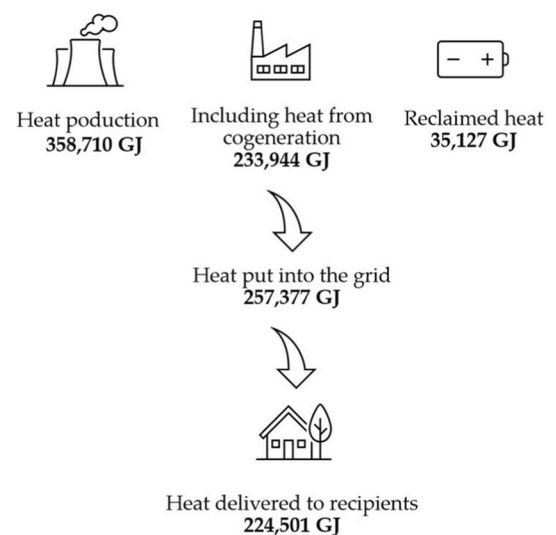 Heat poduction
358,710 GJ
Including heat from
cogeneration
233,944 GJ
Reclaimed heat
35,127 GJ
Heat put into the grid
257,377 GJ
Heat delivered to recipients
224,501 GJ